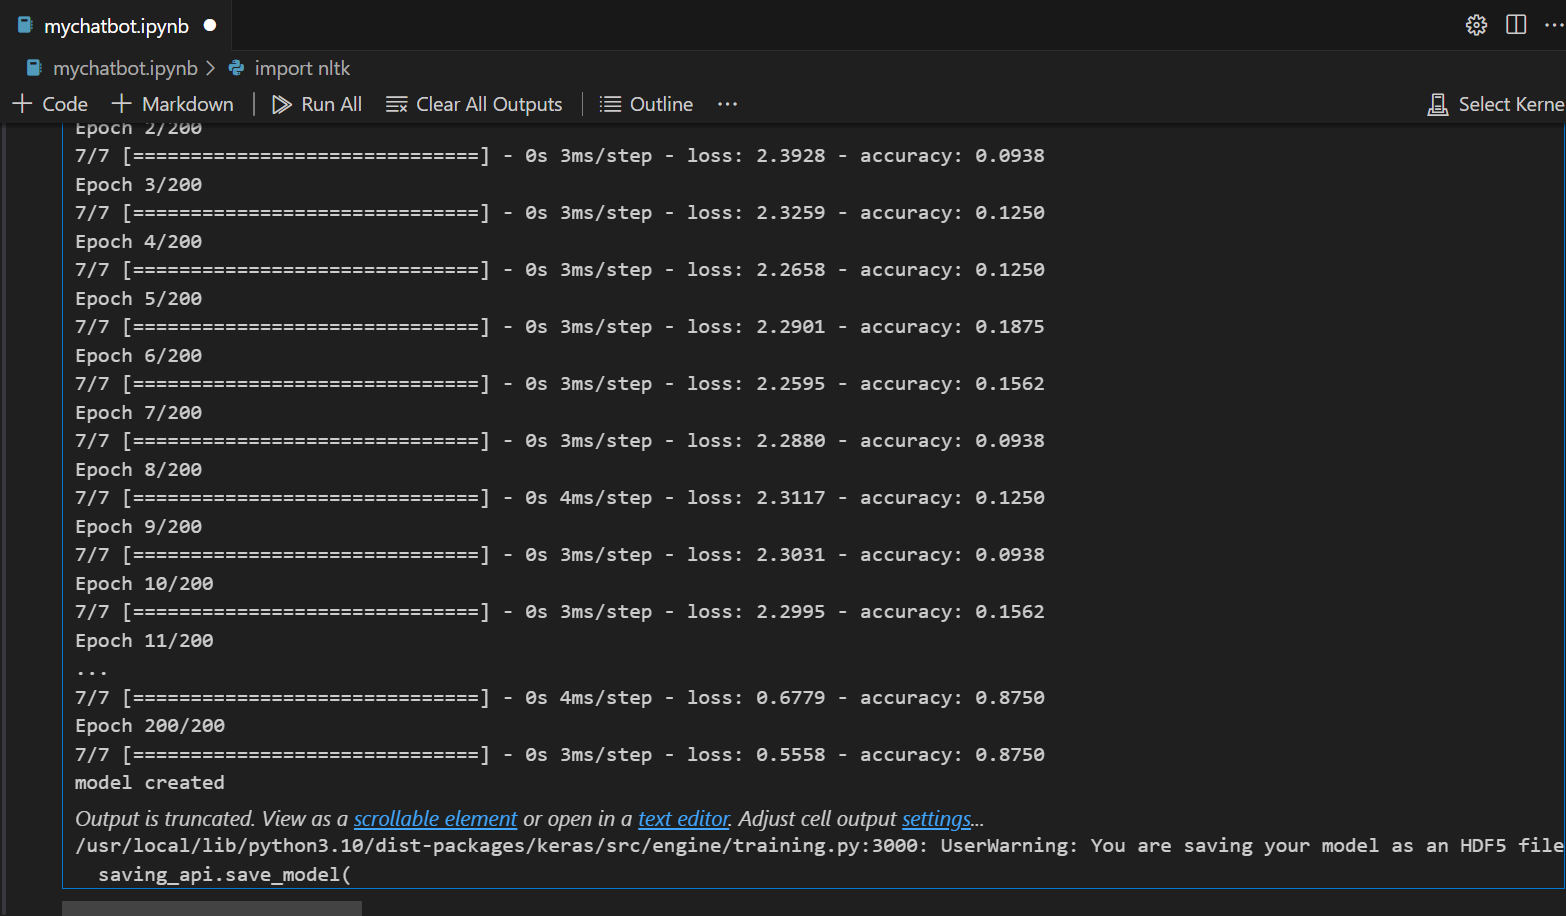 mychatbot.ipynb
mychatbot.ipynb > import nltk
Code Markdown Run All Clear All Outputs Outline ... Select Kerne
Epoch 2/200
7/7 [==============================] - 0s 3ms/step - loss: 2.3928 - accuracy: 0.0938
Epoch 3/200
7/7 [==============================] - 0s 3ms/step - loss: 2.3259 - accuracy: 0.1250
Epoch 4/200
7/7 [==============================] - 0s 3ms/step - loss: 2.2658 - accuracy: 0.1250
Epoch 5/200
7/7 [==============================] - 0s 3ms/step - loss: 2.2901 - accuracy: 0.1875
Epoch 6/200
7/7 [==============================] - 0s 3ms/step - loss: 2.2595 - accuracy: 0.1562
Epoch 7/200
7/7 [==============================] - 0s 3ms/step - loss: 2.2880 - accuracy: 0.0938
Epoch 8/200
7/7 [==============================] - 0s 4ms/step - loss: 2.3117 - accuracy: 0.1250
Epoch 9/200
7/7 [==============================] - 0s 3ms/step - loss: 2.3031 - accuracy: 0.0938
Epoch 10/200
7/7 [==============================] - 0s 3ms/step - loss: 2.2995 - accuracy: 0.1562
Epoch 11/200
...
7/7 [==============================] - 0s 4ms/step - loss: 0.6779 - accuracy: 0.8750
Epoch 200/200
7/7 [==============================] - 0s 3ms/step - loss: 0.5558 - accuracy: 0.8750
model created
Output is truncated. View as a scrollable element or open in a text editor. Adjust cell output settings...
/usr/local/lib/python3.10/dist-packages/keras/src/engine/training.py:3000: UserWarning: You are saving your model as an HDF5 file
saving_api.save_model(